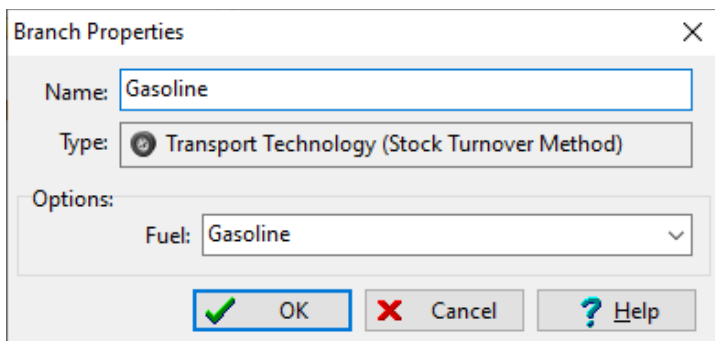 Branch Properties
Name: Gasoline
Type: Transport Technology (Stock Turnover Method)
Options:
Fuel: Gasoline
OK Cancel Help